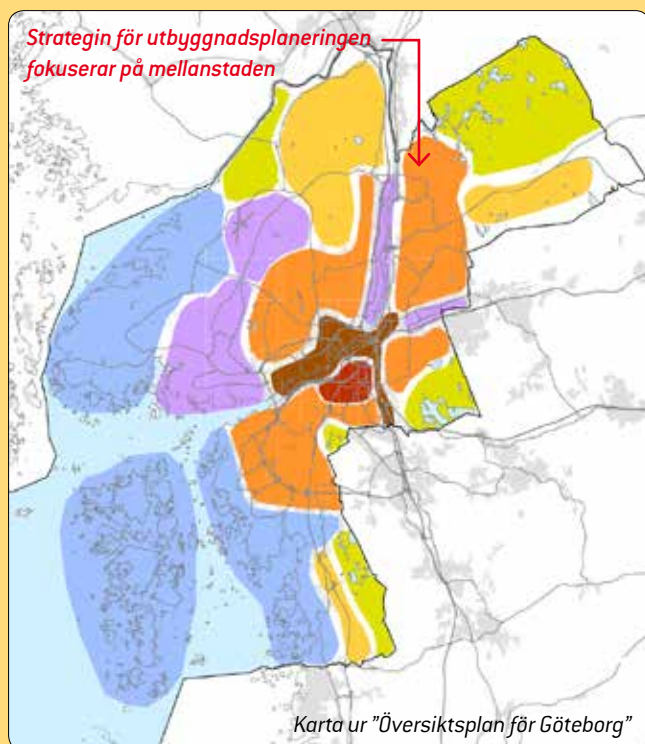 Strategin för utbyggnadsplaneringen
fokuserar på mellanstaden
Karta ur ”Översiktsplan för Göteborg”